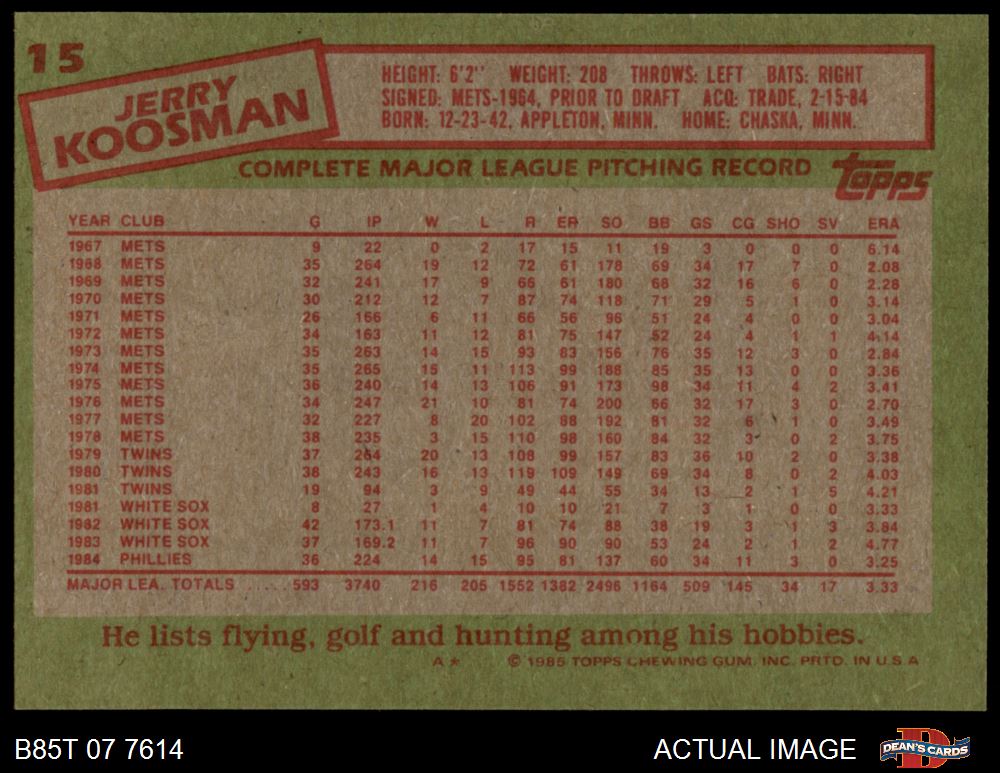 15
JERRY
KOOSMAN
HEIGHT: 6'2" WEIGHT: 208 THROWS: LEFT BATS: RIGHT
SIGNED: METS-1964, PRIOR TO DRAFT ACQ: TRADE, 2-15-84
BORN: 12-23-42, APPLETON, MINN. HOME: CHASKA, MINN.
COMPLETE MAJOR LEAGUE PITCHING RECORD
Topps
YEAR CLUB G IP W L R ER SO BB GS CG SHO SV ERA
1967 METS 9 22 0 2 17 15 11 19 3 0 0 0 6.14
1968 METS 35 264 19 12 72 61 178 69 34 17 7 0 2.08
1969 METS 32 241 17 9 66 61 180 68 32 16 6 0 2.28
1970 METS 30 212 12 7 87 74 118 71 29 5 1 0 3.14
1971 METS 26 166 6 11 66 56 96 51 24 4 0 0 3.04
1972 METS 34 163 11 12 81 75 147 52 24 4 1 1 4.14
1973 METS 35 263 14 15 93 83 156 76 35 12 3 0 2.84
1974 METS 35 265 15 11 113 99 188 85 35 13 0 0 3.36
1975 METS 36 240 14 13 106 91 173 98 34 11 4 2 3.41
1976 METS 34 247 21 10 81 74 200 66 32 17 3 0 2.70
1977 METS 32 227 8 20 102 88 192 81 32 6 1 0 3.49
1978 METS 38 235 3 15 110 98 160 84 32 3 0 2 3.75
1979 TWINS 37 264 20 13 108 99 157 83 36 10 2 0 3.38
1980 TWINS 38 243 16 13 119 109 149 69 34 8 0 2 4.03
1981 TWINS 19 94 3 9 49 44 55 34 13 2 1 5 4.21
1981 WHITE SOX 8 27 1 4 10 10 21 7 3 1 0 0 3.33
1982 WHITE SOX 42 173.1 11 7 81 74 88 38 19 3 1 3 3.84
1983 WHITE SOX 37 169.2 11 7 96 90 90 53 24 2 1 2 4.77
1984 PHILLIES 36 224 14 15 95 81 137 60 34 11 3 0 3.25
MAJOR LEA. TOTALS ..... 593 3740 216 205 1552 1382 2496 1164 509 145 34 17 3.33
He lists flying, golf and hunting among his hobbies.
A* © 1985 TOPPS CHEWING GUM, INC. PRTD. IN U.S.A
B85T 07 7614 ACTUAL IMAGE DEAN'S CARDS